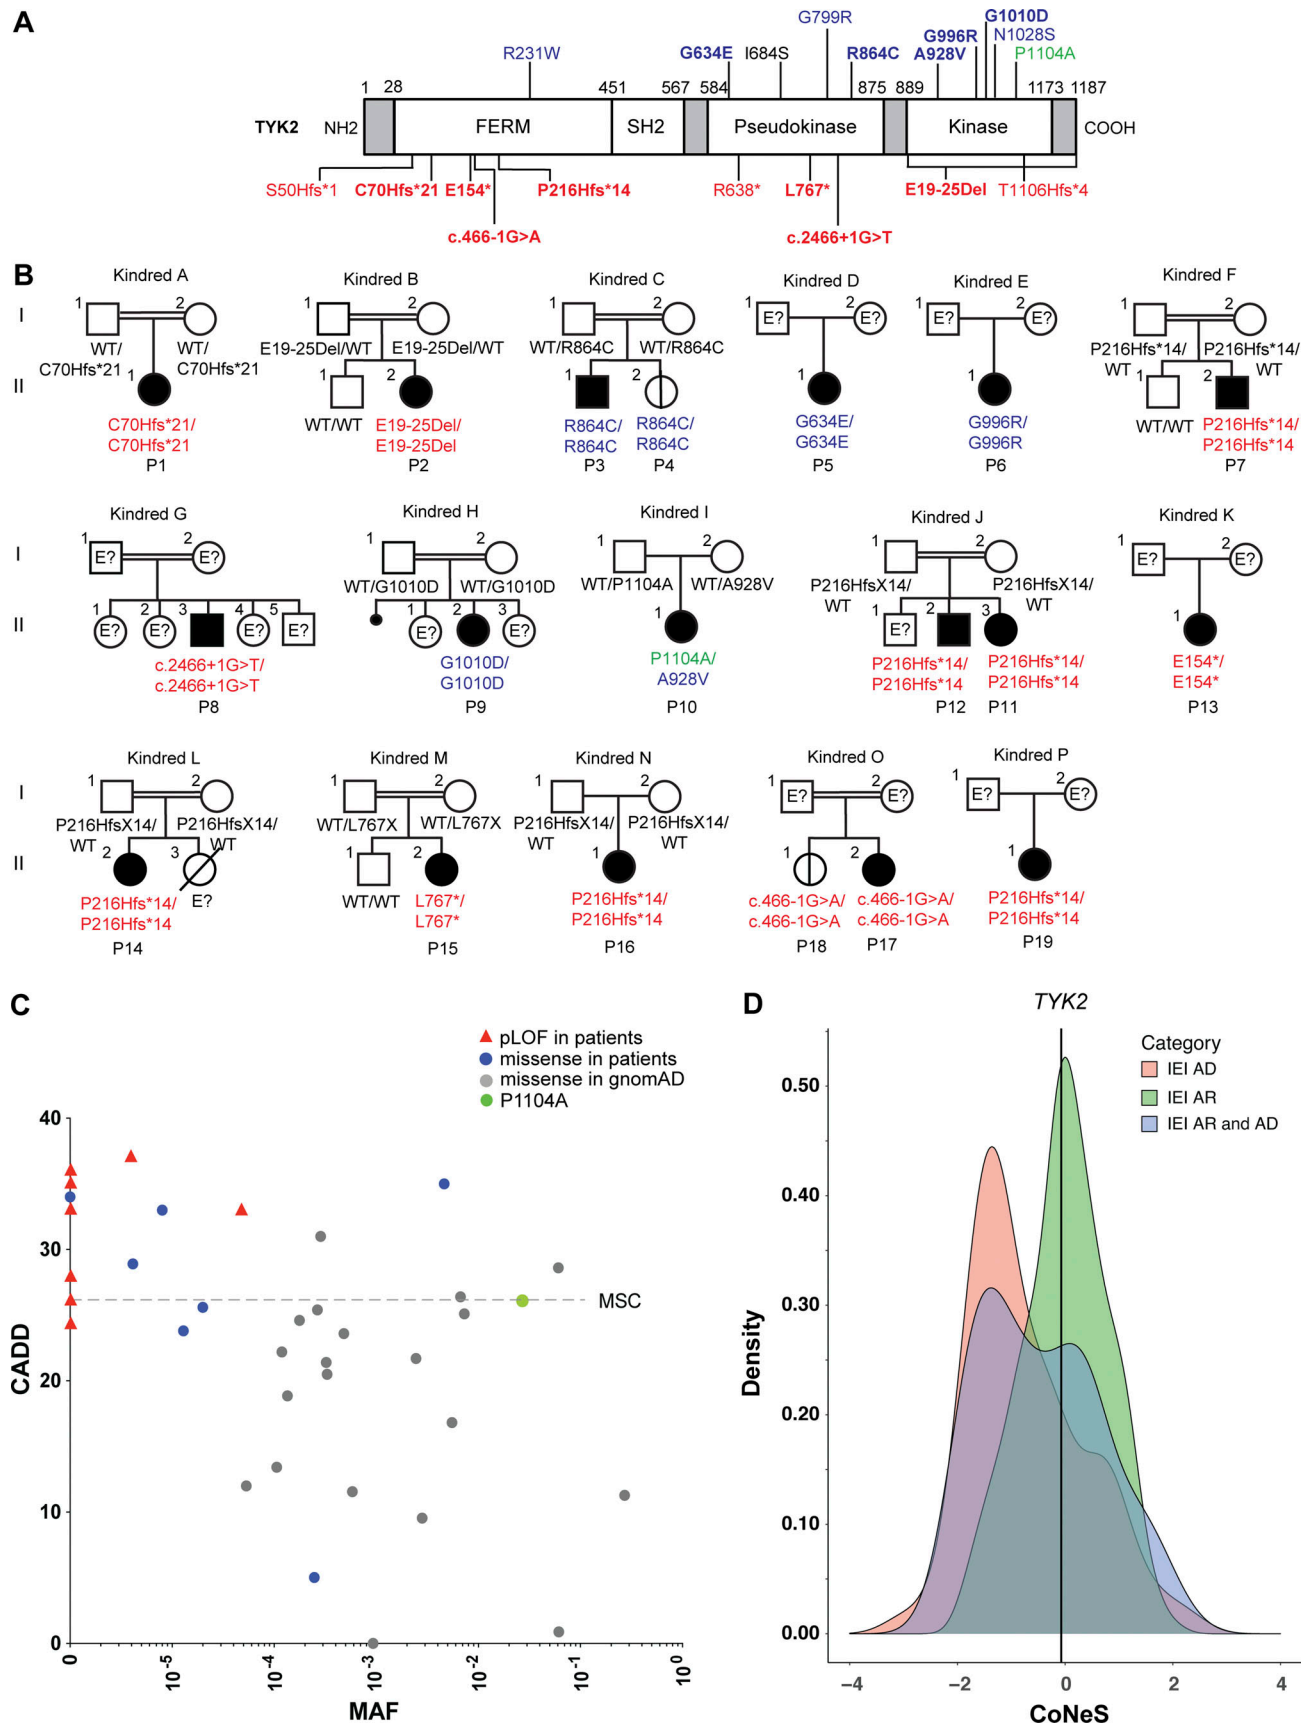 A
G799R
G1010D
R231W
G634E
I684S
R864C
G996R
N1028S
A928V
P1104A
1
28
451
567
584
875
889
1173
1187
TYK2
NH2
FERM
SH2
Pseudokinase
Kinase
COOH
S50Hfs*1
C70Hfs*21
E154*
P216Hfs*14
R638*
L767*
E19-25Del
T1106Hfs*4
c.466-1G>A
c.2466+1G>T
B
I
II
Kindred A
1
2
WT/
C70Hfs*21
WT/
C70Hfs*21
1
C70Hfs*21/
C70Hfs*21
P1
Kindred B
1
2
E19-25Del/WT
E19-25Del/WT
1
2
WT/WT
E19-25Del/
E19-25Del
P2
Kindred C
1
2
WT/R864C
WT/R864C
1
2
R864C/
R864C
P3
R864C/
R864C
P4
Kindred D
1
2
E?
E?
1
G634E/
G634E
P5
Kindred E
1
2
E?
E?
1
G996R/
G996R
P6
Kindred F
1
2
P216Hfs*14/
WT
P216Hfs*14/
WT
1
2
WT/WT
P216Hfs*14/
P216Hfs*14
P7
I
II
Kindred G
1
2
E?
E?
1
2
3
4
5
E?
E?
E?
E?
c.2466+1G>T/
c.2466+1G>T
P8
Kindred H
1
2
WT/G1010D
WT/G1010D
1
2
3
E?
E?
G1010D/
G1010D
P9
Kindred I
1
2
WT/P1104A
WT/A928V
1
P1104A/
A928V
P10
Kindred J
1
2
P216HfsX14/
WT
P216HfsX14/
WT
1
2
3
E?
P216Hfs*14/
P216Hfs*14
P12
P216Hfs*14/
P216Hfs*14
P11
Kindred K
1
2
E?
E?
1
E154*/
E154*
P13
I
II
Kindred L
1
2
P216HfsX14/
WT
P216HfsX14/
WT
2
3
E?
P216Hfs*14/
P216Hfs*14
P14
Kindred M
1
2
WT/L767X
WT/L767X
1
2
WT/WT
L767*/
L767*
P15
Kindred N
1
2
P216HfsX14/
WT
P216HfsX14/
WT
1
P216Hfs*14/
P216Hfs*14
P16
Kindred O
1
2
E?
E?
1
2
c.466-1G>A/
c.466-1G>A
P18
c.466-1G>A/
c.466-1G>A
P17
Kindred P
1
2
E?
E?
1
P216Hfs*14/
P216Hfs*14
P19
C
pLOF in patients
missense in patients
missense in gnomAD
P1104A
40
30
20
10
0
CADD
MSC
0
10-5
10-4
10-3
10-2
10-1
100
MAF
D
TYK2
Category
IEI AD
IEI AR
IEI AR and AD
0.50
0.40
0.30
0.20
0.10
0.00
Density
−4
−2
0
2
4
CoNeS